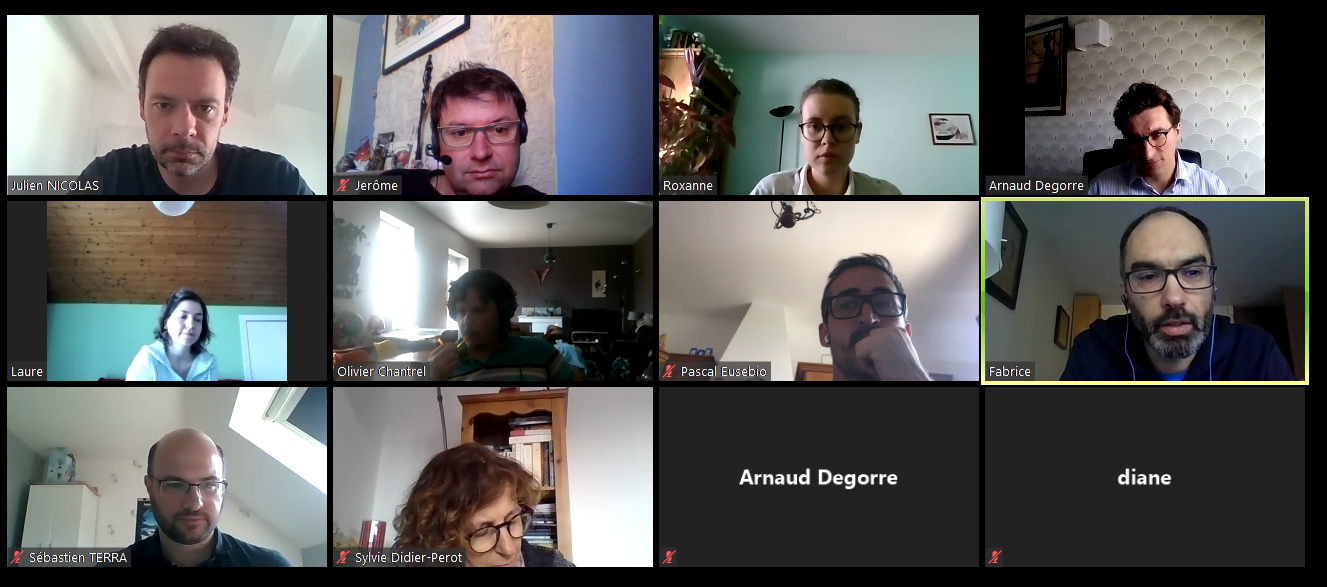 Julien NICOLAS
Jerôme
Roxanne
Arnaud Degorre
Laure
Olivier Chantrel
Pascal Eusebio
Fabrice
Sébastien TERRA
Sylvie Didier-Perot
Arnaud Degorre
diane